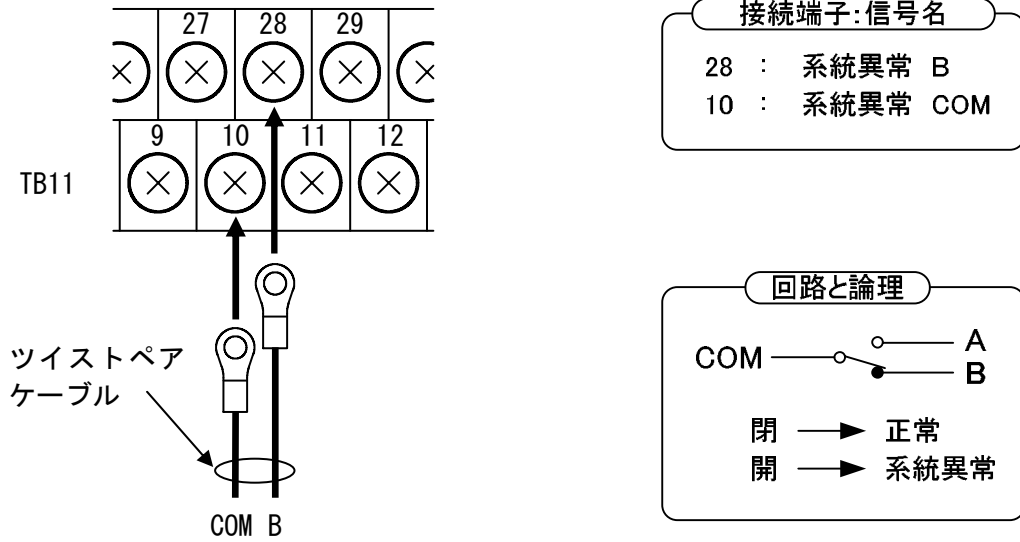 27 28 29
9 10 11 12
TB11
ツイストペア
ケーブル
COM B
接続端子:信号名
28 : 系統異常 B
10 : 系統異常 COM
回路と論理
COM A
B
閉 正常
開 系統異常